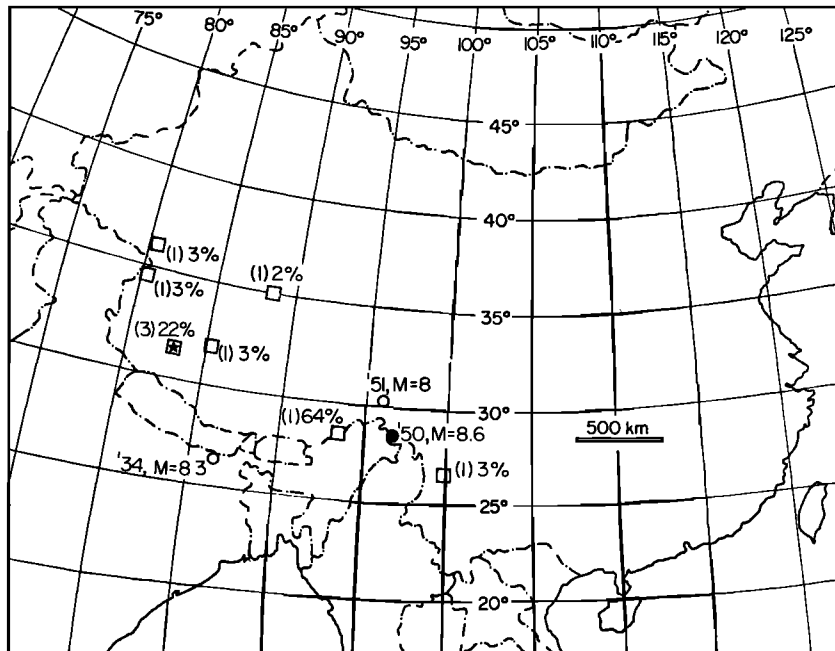 75° 80° 85° 90° 95° 100° 105° 110° 115° 120° 125°
45°
40°
(1) 3%
(1) 2%
(1) 3%
35°
(3) 22%
(1) 3%
'51, M=8
30°
(1) 64%
'50, M=8.6
500 km
'34, M=8 3
(1) 3%
25°
20°